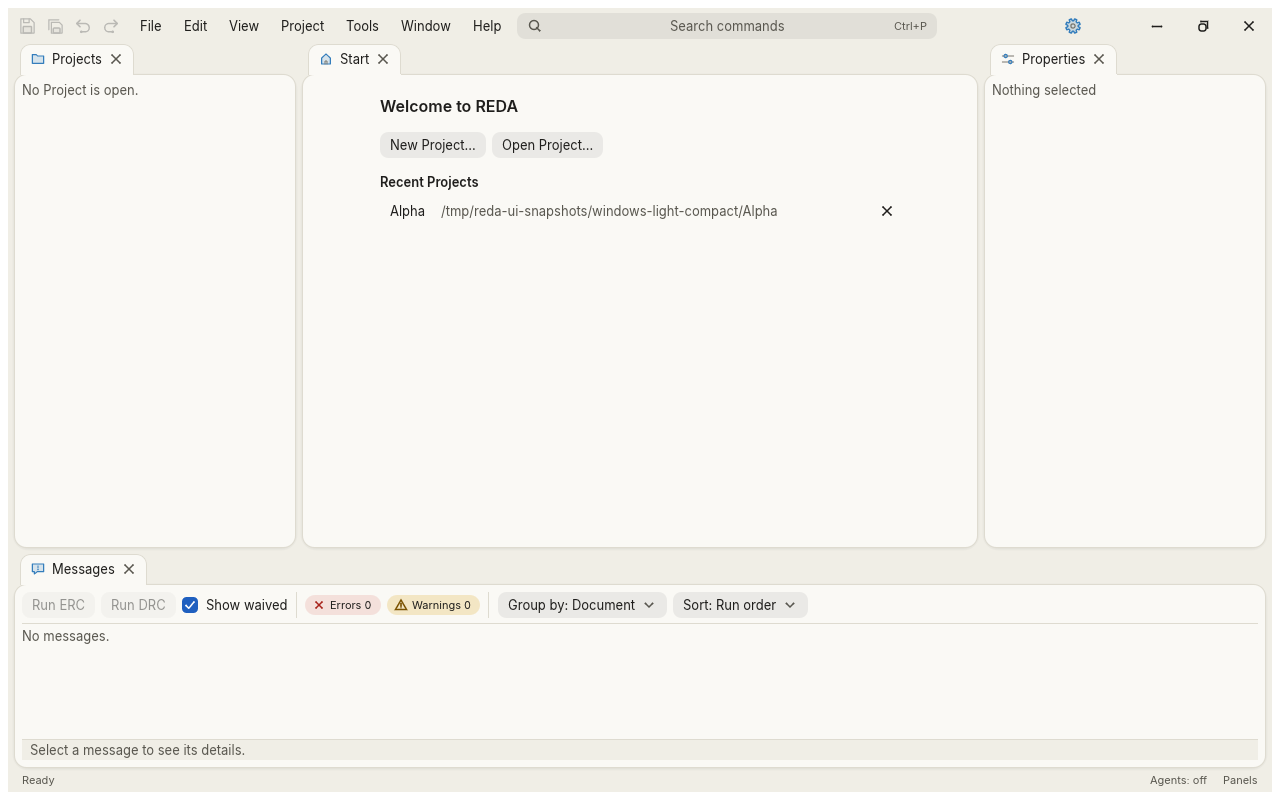 File Edit View Project Tools Window Help Search commands Ctrl+P
Projects
Start
Properties
No Project is open.
Nothing selected
Welcome to REDA
New Project... Open Project...
Recent Projects
Alpha /tmp/reda-ui-snapshots/windows-light-compact/Alpha
Messages
Run ERC Run DRC Show waived Errors 0 Warnings 0 Group by: Document Sort: Run order
No messages.
Select a message to see its details.
Ready Agents: off Panels